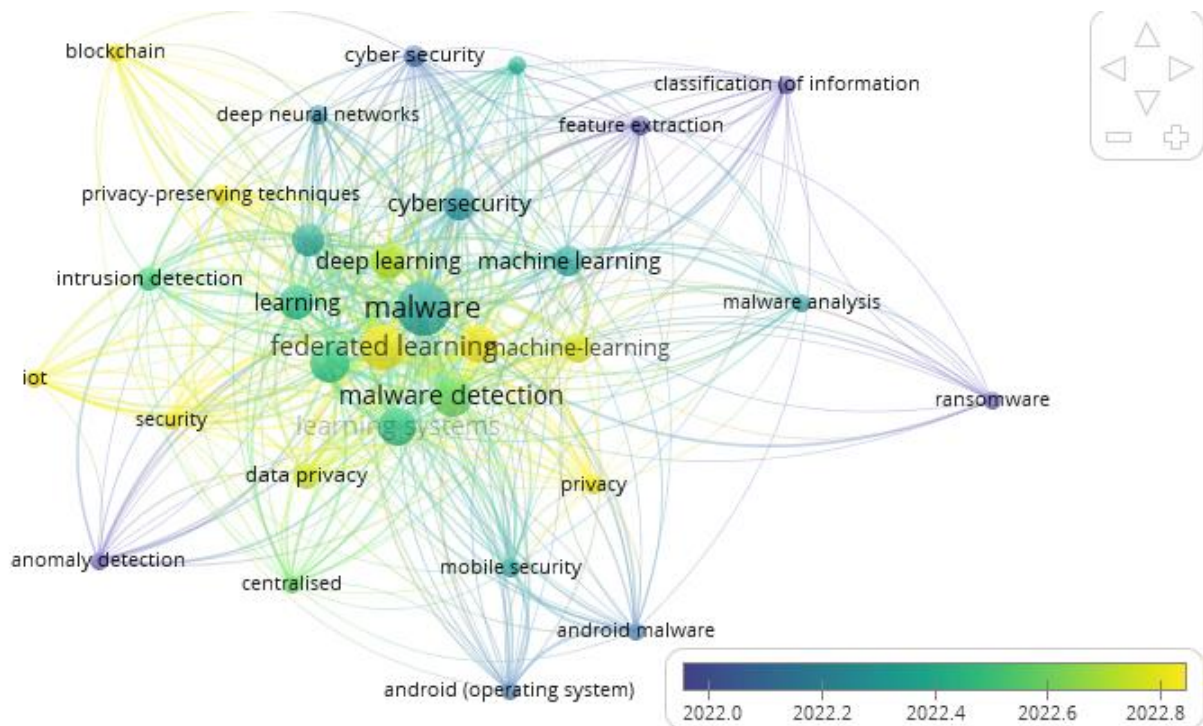 blockchain
cyber security
classification (of information)
deep neural networks
feature extraction
privacy-preserving techniques
cybersecurity
deep learning
machine learning
intrusion detection
learning
malware
malware analysis
federated learning
machine-learning
iot
malware detection
ransomware
security
learning systems
data privacy
privacy
anomaly detection
mobile security
centralised
android malware
android (operating system)
2022.0 2022.2 2022.4 2022.6 2022.8